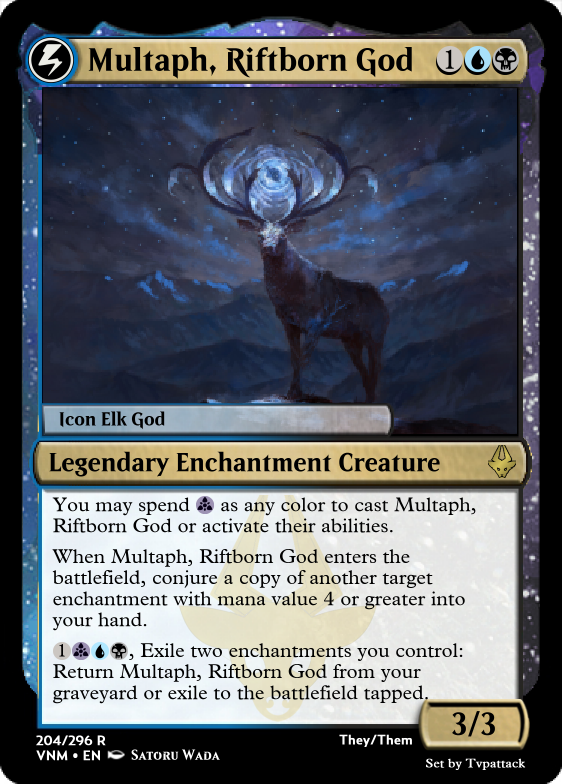 Multaph, Riftborn God 1
Icon Elk God
Legendary Enchantment Creature
You may spend as any color to cast Multaph,
Riftborn God or activate their abilities.
When Multaph, Riftborn God enters the
battlefield, conjure a copy of another target
enchantment with mana value 4 or greater into
your hand.
1, Exile two enchantments you control:
Return Multaph, Riftborn God from your
graveyard or exile to the battlefield tapped.
3/3
204/296 R
VNM • EN Satoru Wada
They/Them
Set by Tvpattack